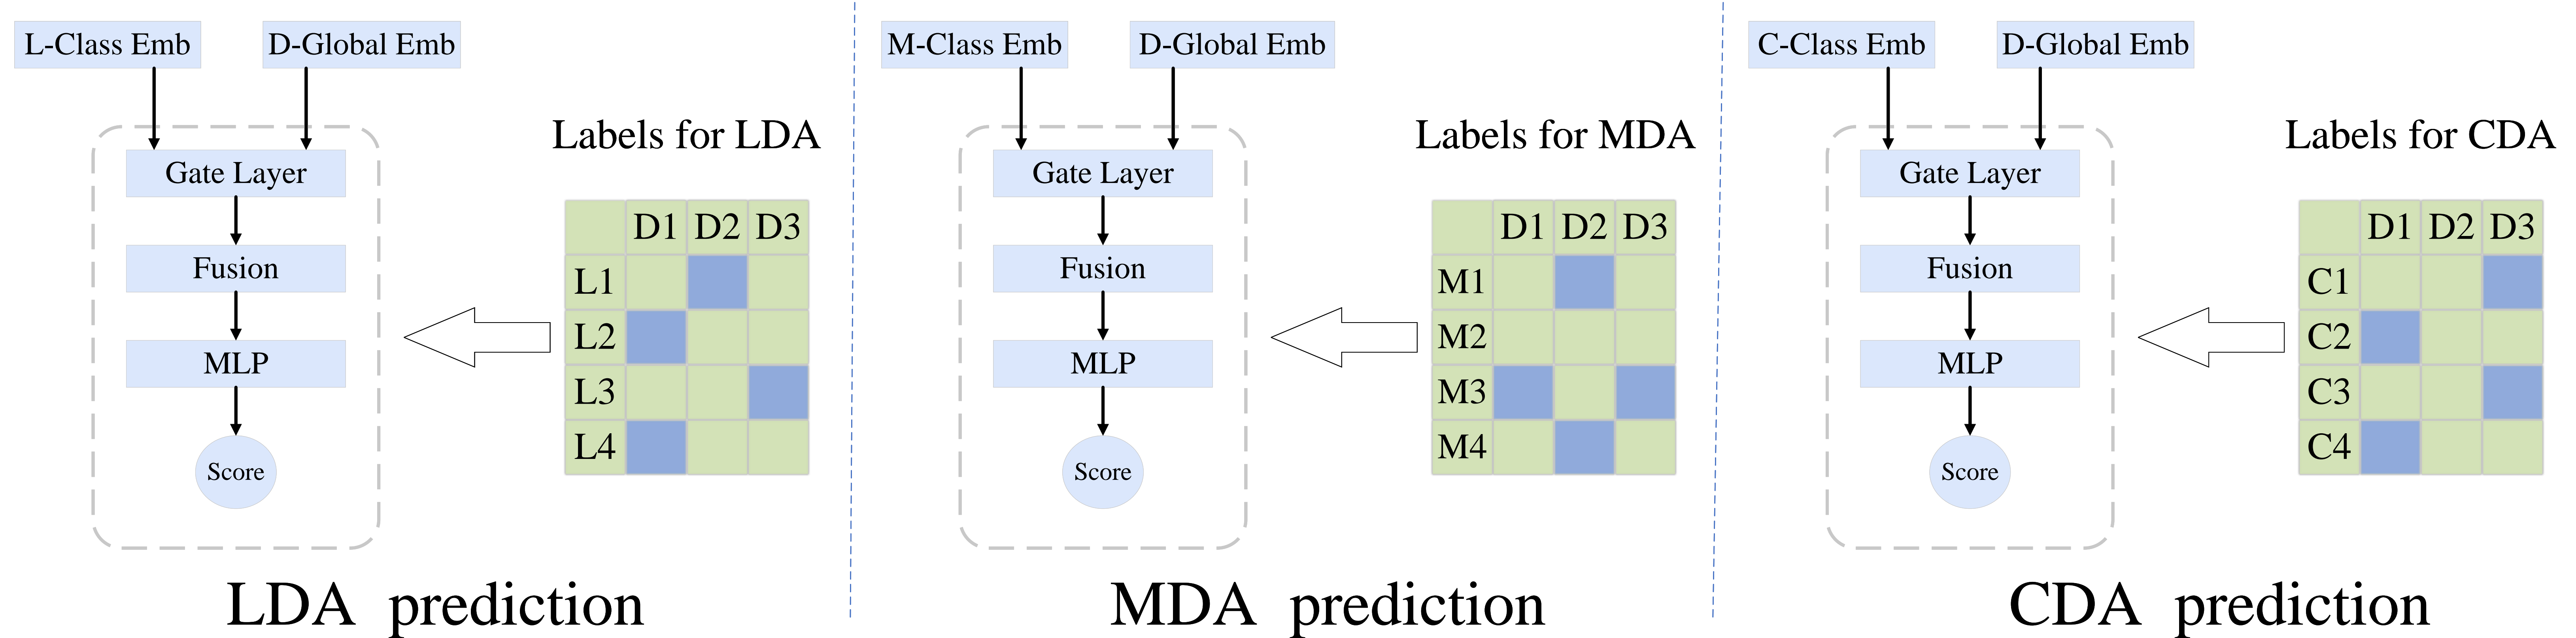 L-Class Emb
D-Global Emb
Gate Layer
Fusion
MLP
Score
Labels for LDA
D1 D2 D3
L1
L2
L3
L4
LDA prediction
M-Class Emb
D-Global Emb
Gate Layer
Fusion
MLP
Score
Labels for MDA
D1 D2 D3
M1
M2
M3
M4
MDA prediction
C-Class Emb
D-Global Emb
Gate Layer
Fusion
MLP
Score
Labels for CDA
D1 D2 D3
C1
C2
C3
C4
CDA prediction